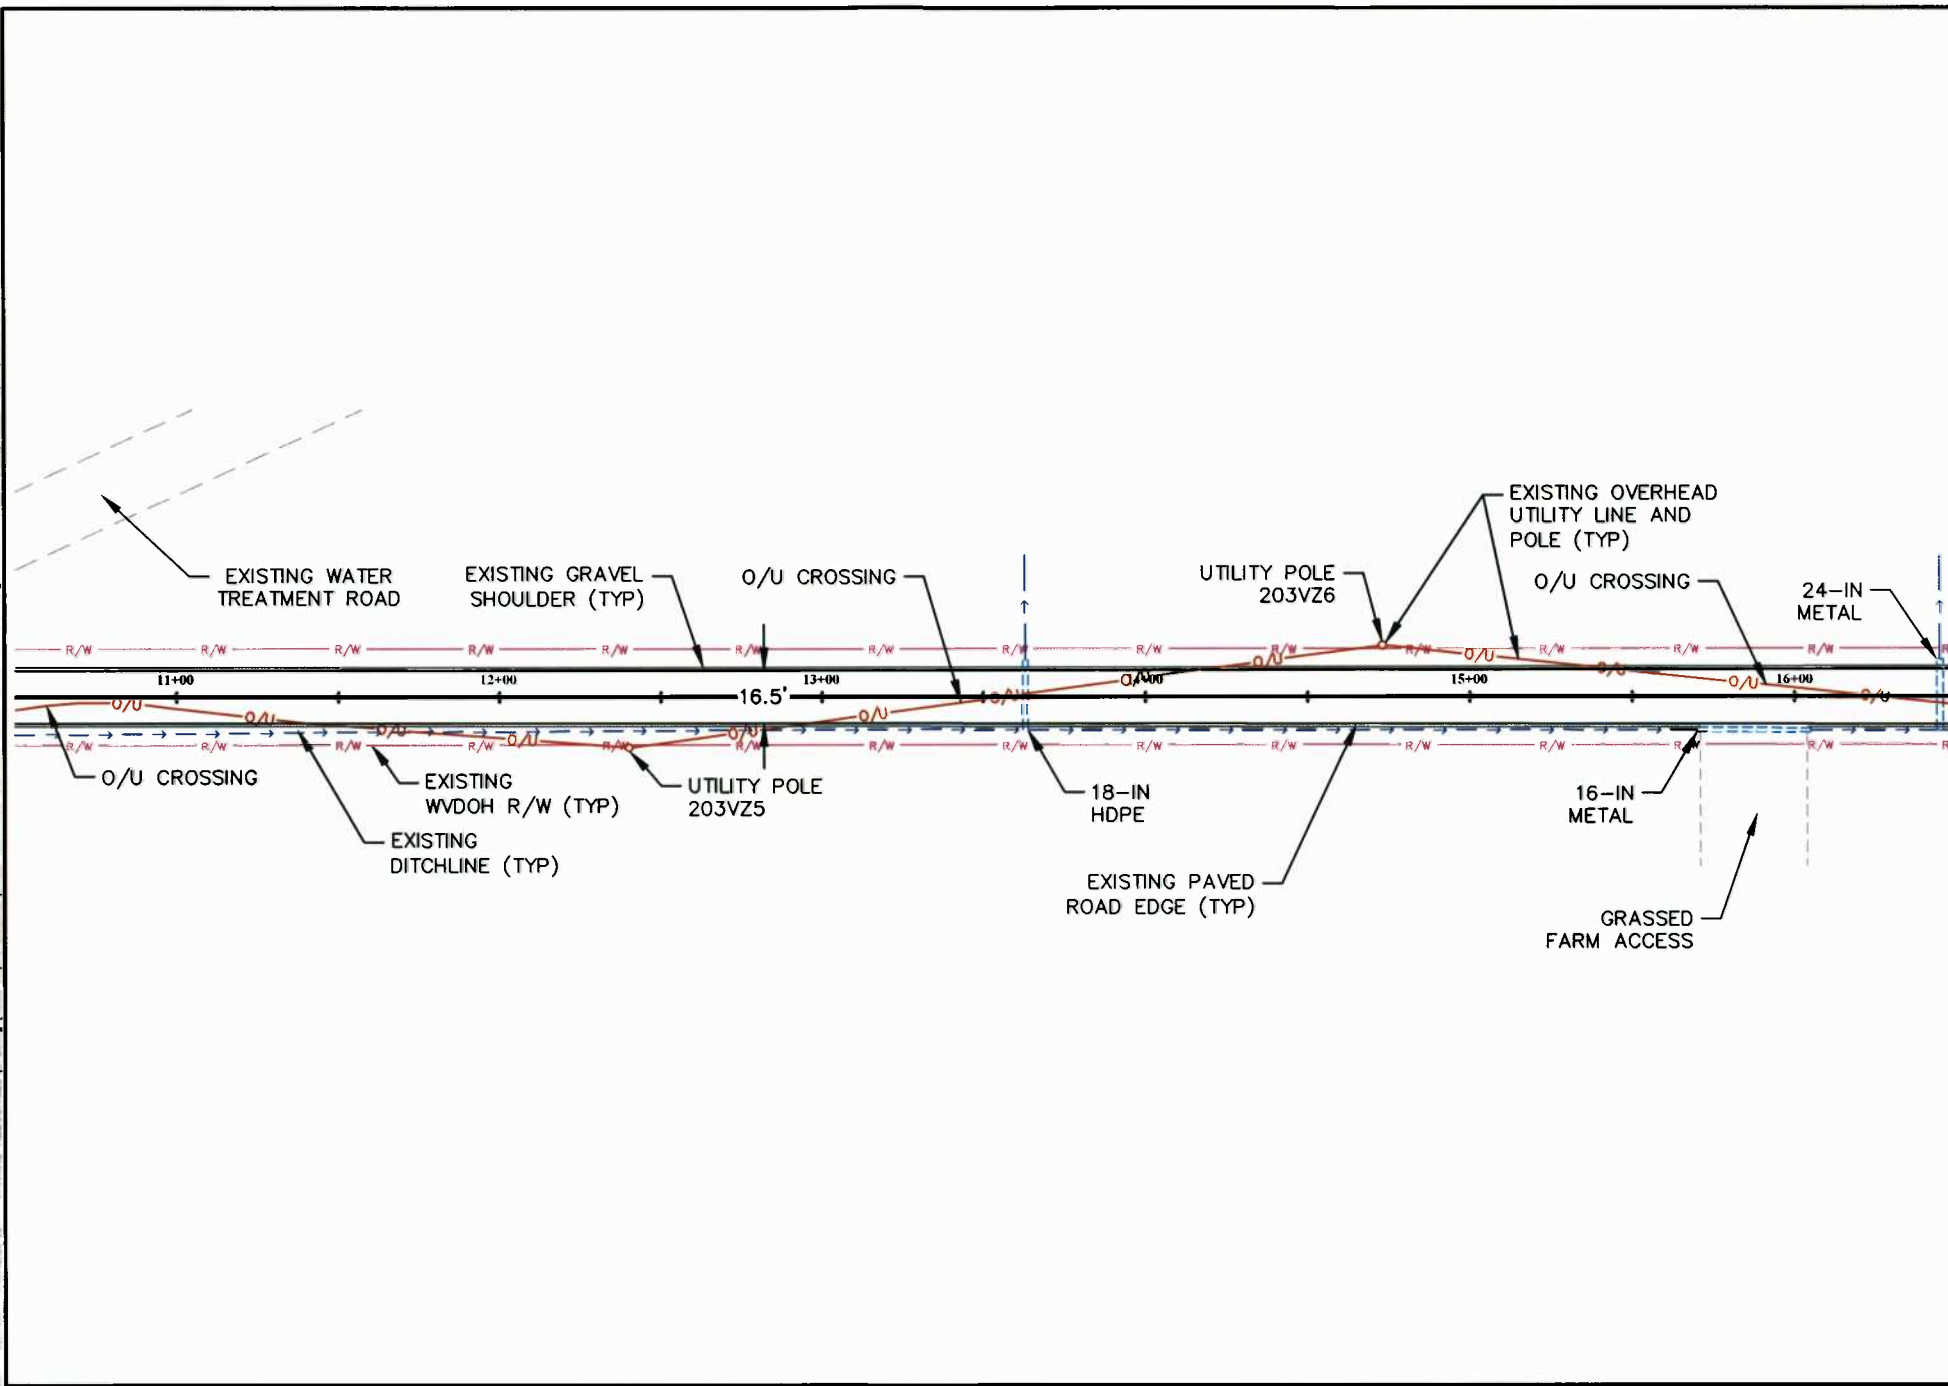 EXISTING OVERHEAD
UTILITY LINE AND
POLE (TYP)
EXISTING WATER
TREATMENT ROAD
EXISTING GRAVEL
SHOULDER (TYP)
O/U CROSSING
UTILITY POLE
203VZ6
O/U CROSSING
24-IN
METAL
R/W R/W R/W R/W R/W R/W R/W R/W R/W R/W R/W R/W R/W R/W
O/U O/U O/U
11+00 12+00 13+00 14+00 15+00 16+00
O/U O/U O/U
16.5'
O/U O/U O/U O/U
O/U O/U O/U
R/W R/W R/W R/W R/W R/W R/W R/W R/W R/W R/W R/W R/W R/W
O/U CROSSING
EXISTING
WVDOH R/W (TYP)
UTILITY POLE
203VZ5
18-IN
HDPE
16-IN
METAL
EXISTING
DITCHLINE (TYP)
EXISTING PAVED
ROAD EDGE (TYP)
GRASSED
FARM ACCESS